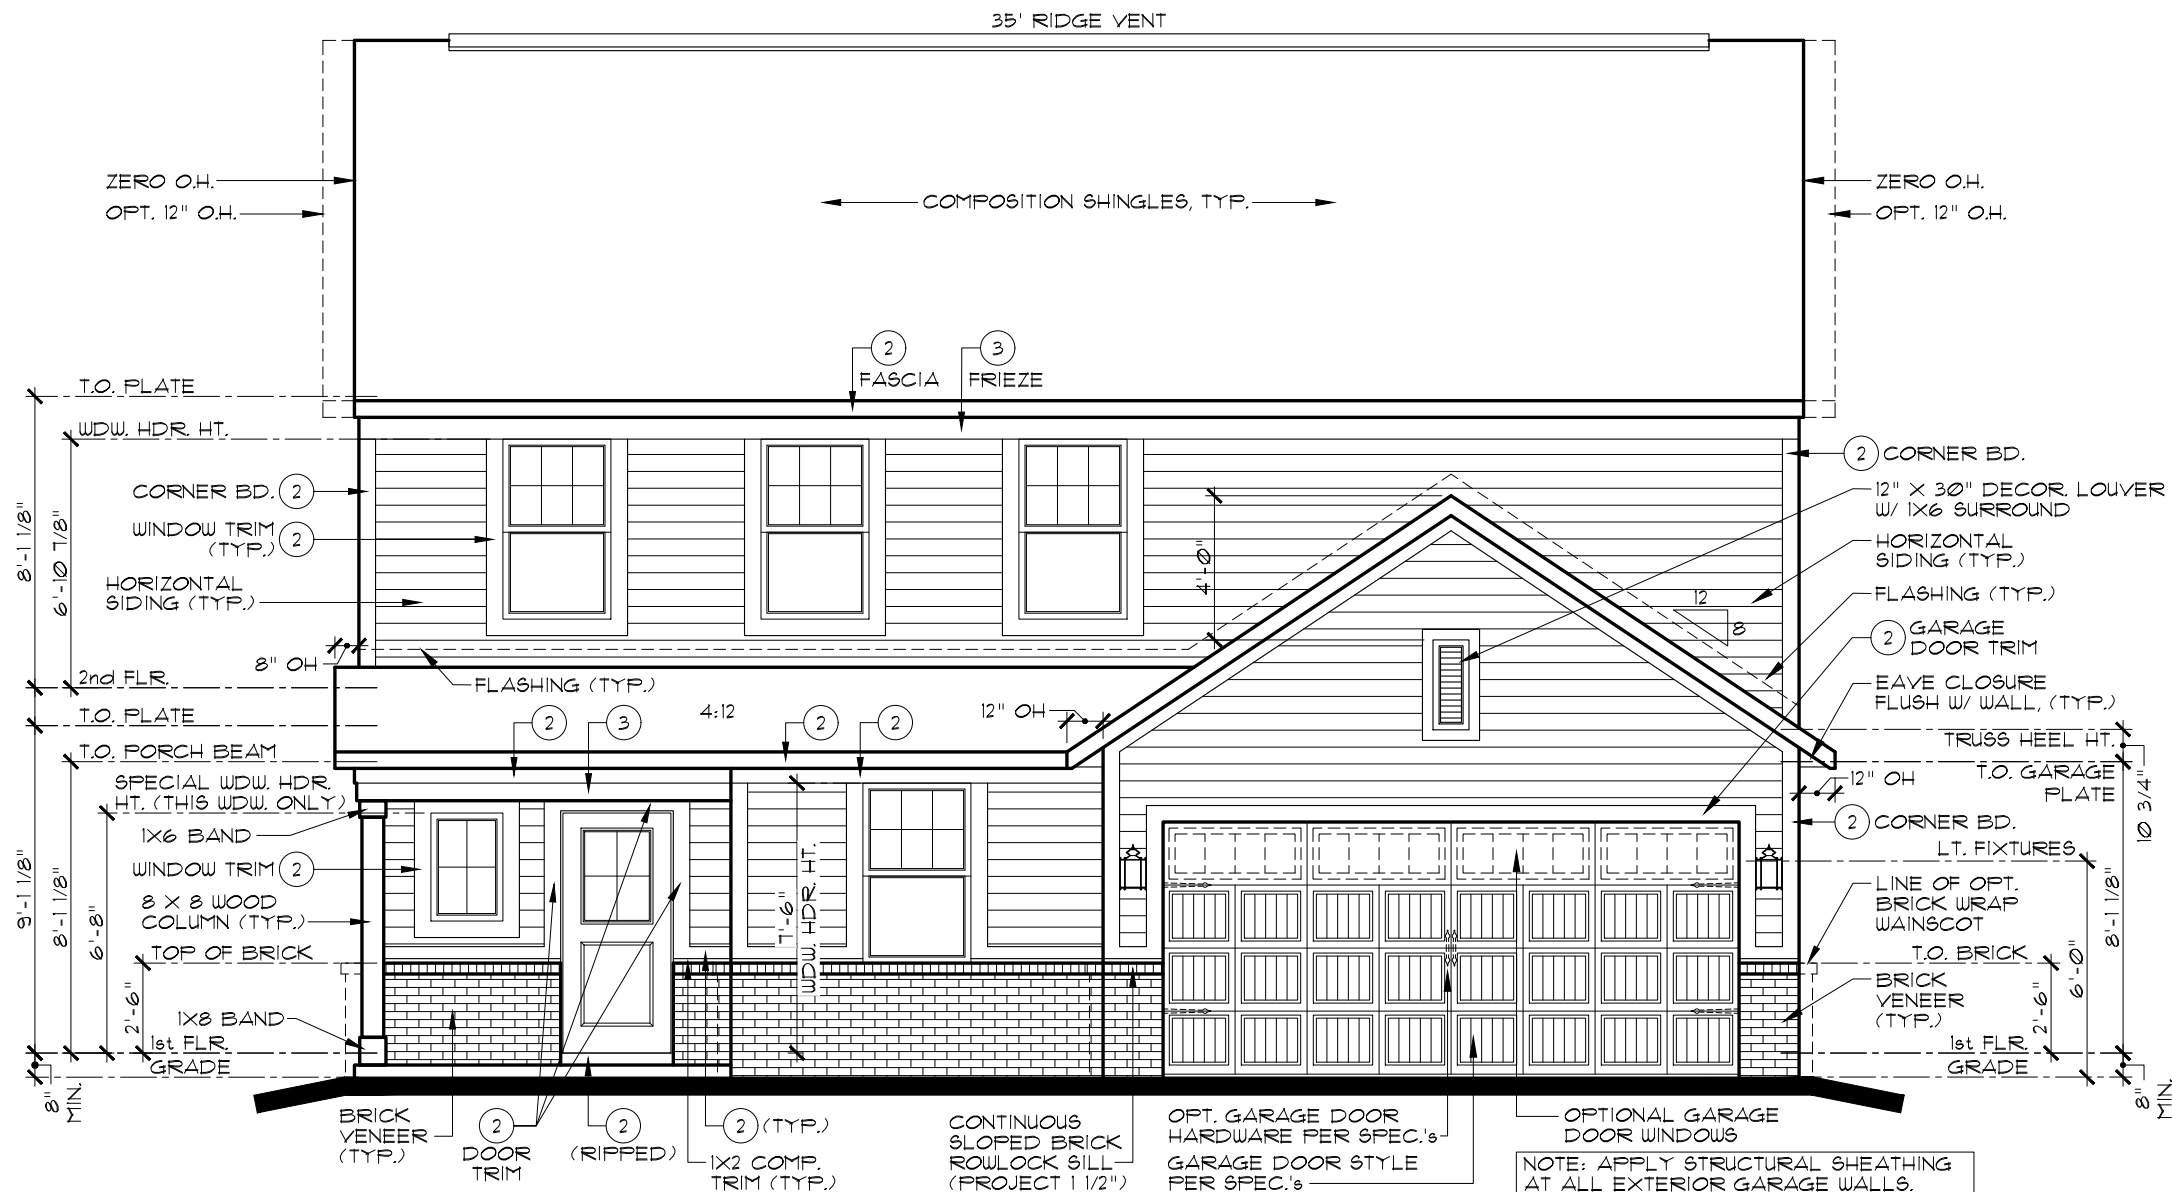 35' RIDGE VENT
ZERO O.H.
OPT. 12" O.H.
COMPOSITION SHINGLES, TYP.
ZERO O.H.
OPT. 12" O.H.
2
FASCIA
3
FRIEZE
T.O. PLATE
WDW. HDR. HT.
CORNER BD. 2
WINDOW TRIM
(TYP.) 2
HORIZONTAL
SIDING (TYP.)
8'-1 1/8"
6'-10 7/8"
8" OH
2nd FLR.
T.O. PLATE
T.O. PORCH BEAM
SPECIAL WDW. HDR.
HT. (THIS WDW. ONLY)
1X6 BAND
WINDOW TRIM 2
8 X 8 WOOD
COLUMN (TYP.)
TOP OF BRICK
1X8 BAND
1st FLR.
GRADE
9'-1 1/8"
8'-1 1/8"
6'-8"
2'-6"
8"
MIN.
FLASHING (TYP.)
4:12
12" OH
2
3
2
2
4'-0"
7'-6"
WDW. HDR. HT.
2 CORNER BD.
12" X 30" DECOR. LOUVER
W/ 1X6 SURROUND
HORIZONTAL
SIDING (TYP.)
FLASHING (TYP.)
12
8
2 GARAGE
DOOR TRIM
EAVE CLOSURE
FLUSH W/ WALL, (TYP.)
TRUSS HEEL HT.
12" OH
T.O. GARAGE
PLATE
2 CORNER BD.
10 3/4"
LT. FIXTURES
LINE OF OPT.
BRICK WRAP
WAINSCOT
T.O. BRICK
BRICK
VENEER
(TYP.)
1st FLR.
GRADE
2'-6"
6'-0"
8'-1 1/8"
8"
MIN.
BRICK
VENEER
(TYP.)
2
DOOR
TRIM
2
(RIPPED)
2 (TYP.)
1X2 COMP.
TRIM (TYP.)
CONTINUOUS
SLOPED BRICK
ROWLOCK SILL
(PROJECT 1 1/2")
OPT. GARAGE DOOR
HARDWARE PER SPEC.'s
GARAGE DOOR STYLE
PER SPEC.'s
OPTIONAL GARAGE
DOOR WINDOWS
NOTE: APPLY STRUCTURAL SHEATHING
AT ALL EXTERIOR GARAGE WALLS.